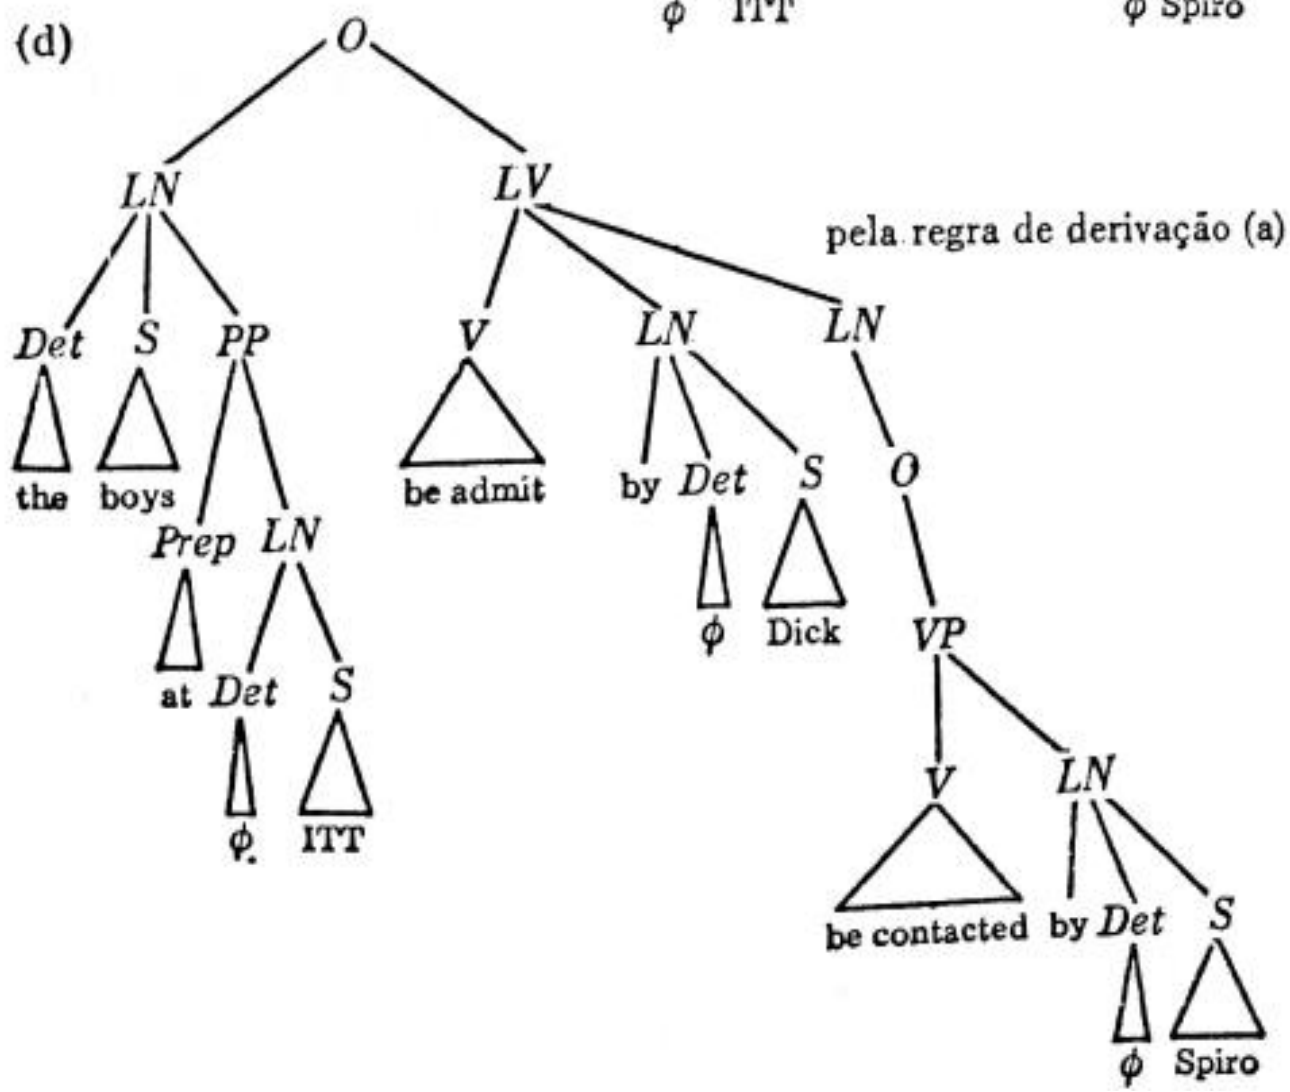 φ ITT φ Spiro
(d) O
LN LV
pela regra de derivação (a)
Det S PP V LN LN
the boys be admit by Det S O
Prep LN φ Dick VP
at Det S
φ. ITT V LN
be contacted by Det S
φ Spiro